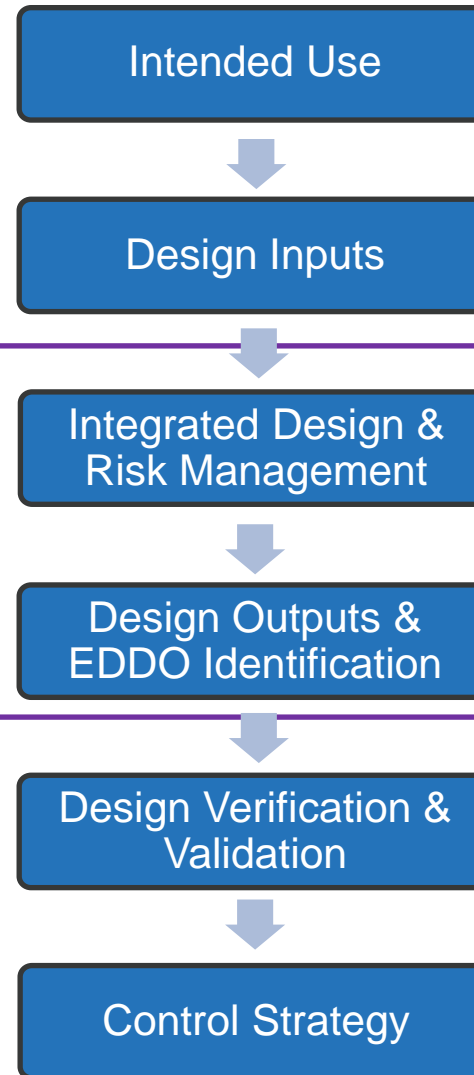 Intended Use
Design Inputs
Integrated Design &
Risk Management
Design Outputs &
EDDO Identification
Design Verification &
Validation
Control Strategy